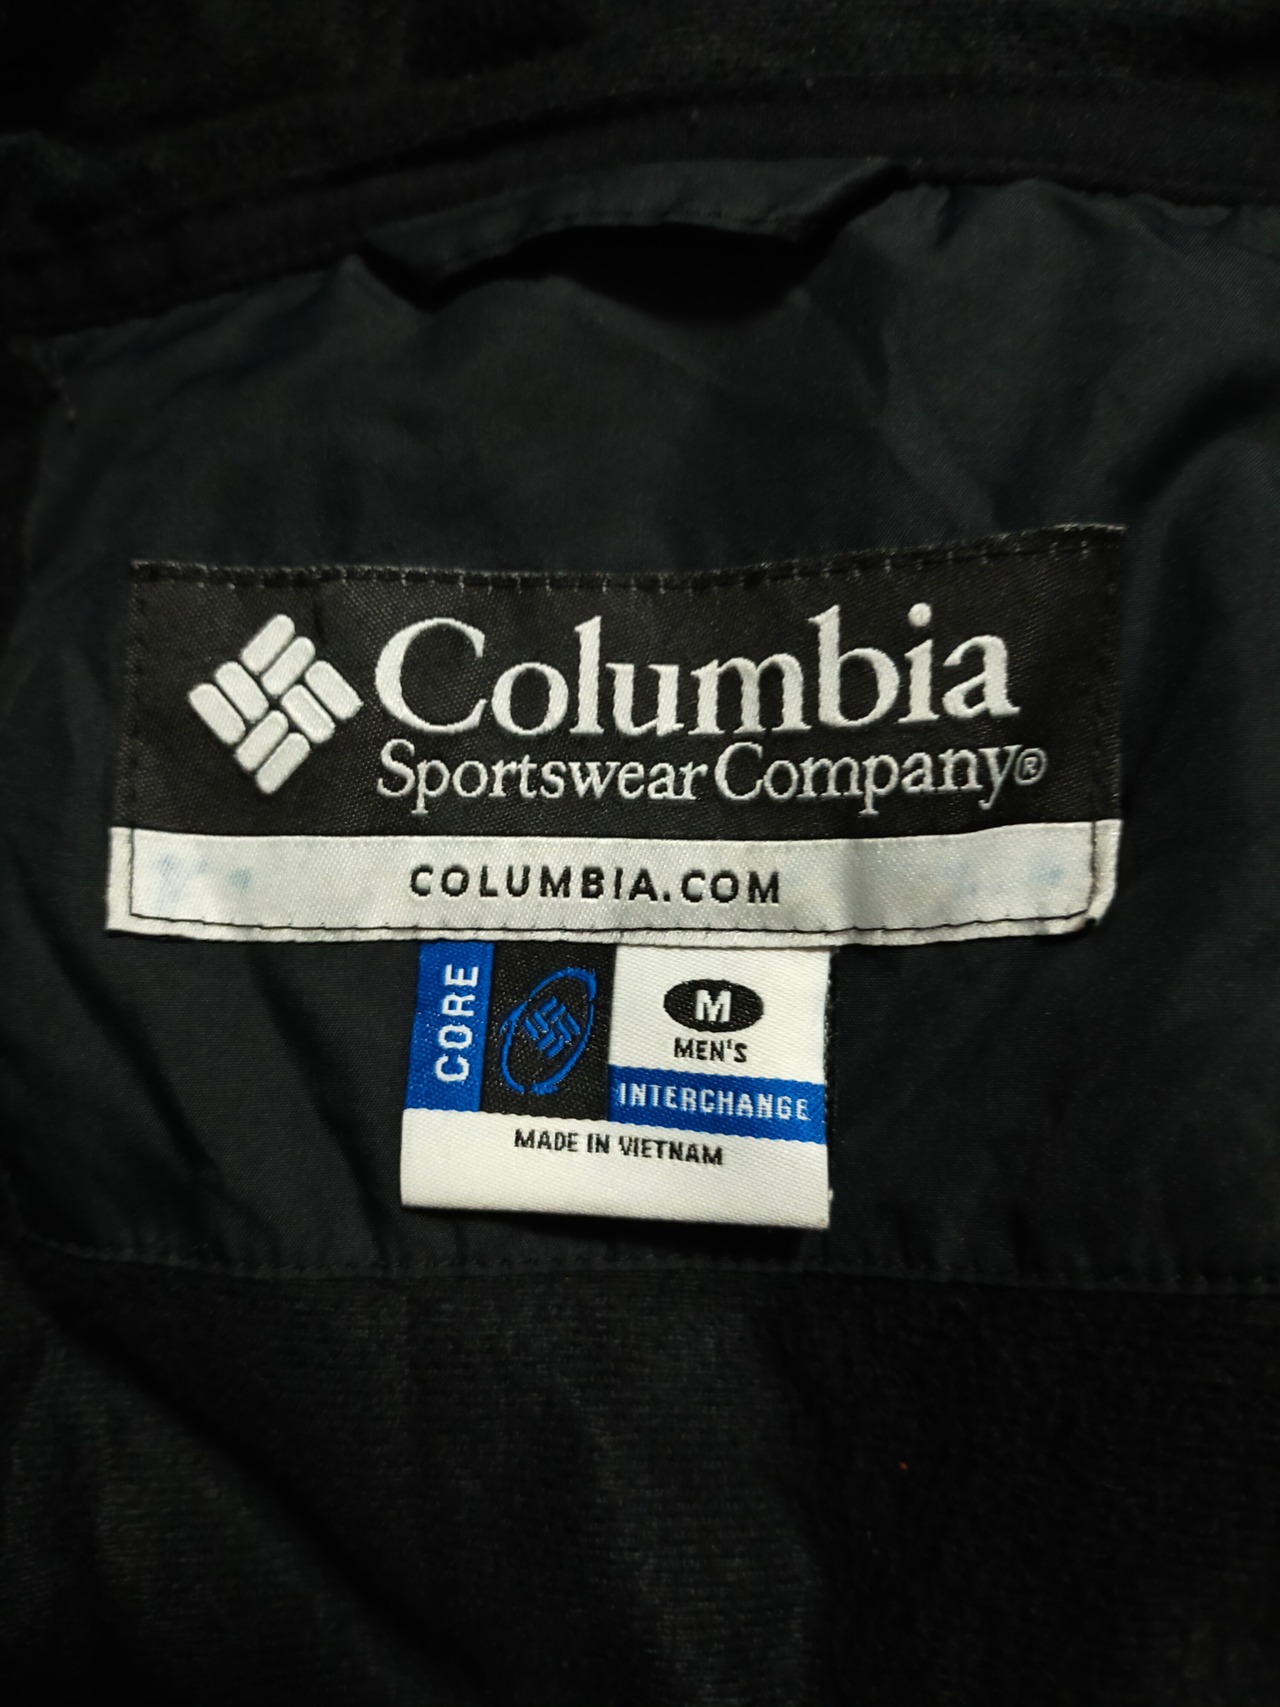 Columbia
Sportswear Company®
COLUMBIA.COM
CORE
M
MEN'S
INTERCHANGE
MADE IN VIETNAM